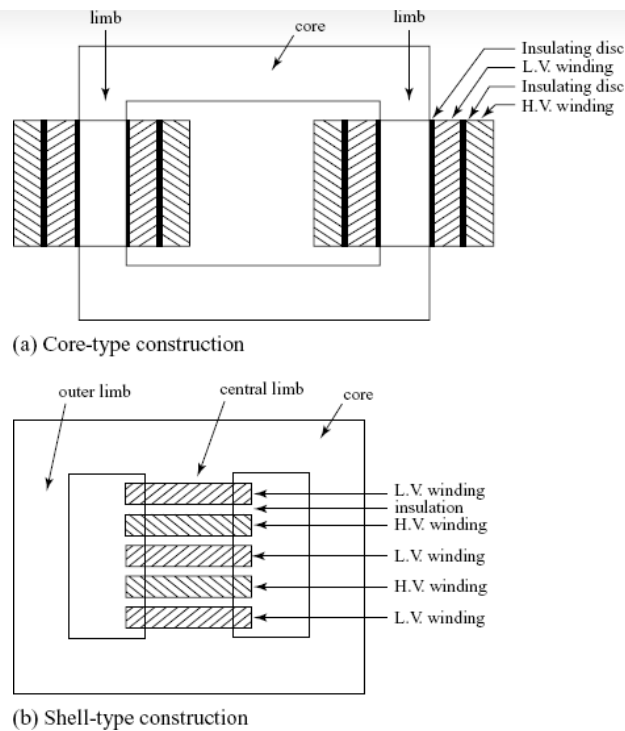 limb
limb
core
Insulating disc
L.V. winding
Insulating disc
H.V. winding
(a) Core-type construction
outer limb
central limb
core
L.V. winding
insulation
H.V. winding
L.V. winding
H.V. winding
L.V. winding
(b) Shell-type construction